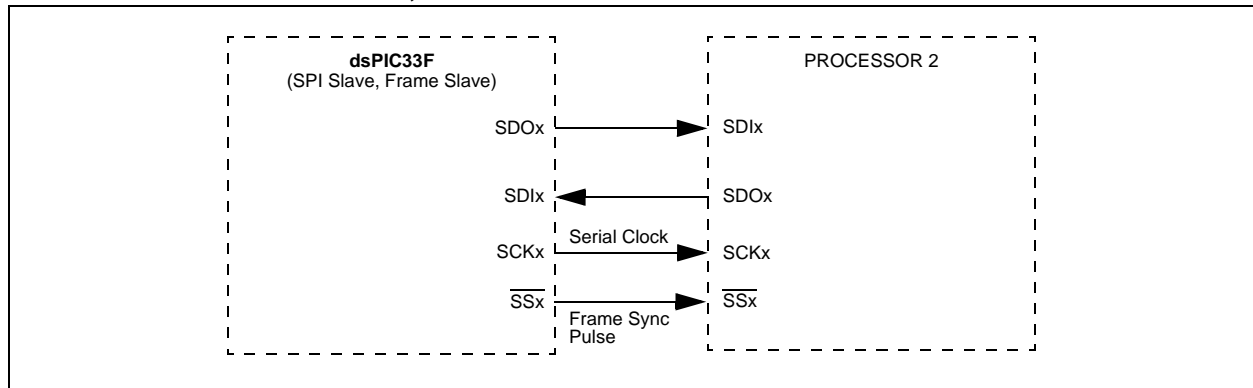 dsPIC33F
(SPI Slave, Frame Slave)
PROCESSOR 2
SDOx
SDIx
SDIx
SDOx
SCKx
Serial Clock
SCKx
SSx
Frame Sync
Pulse
SSx